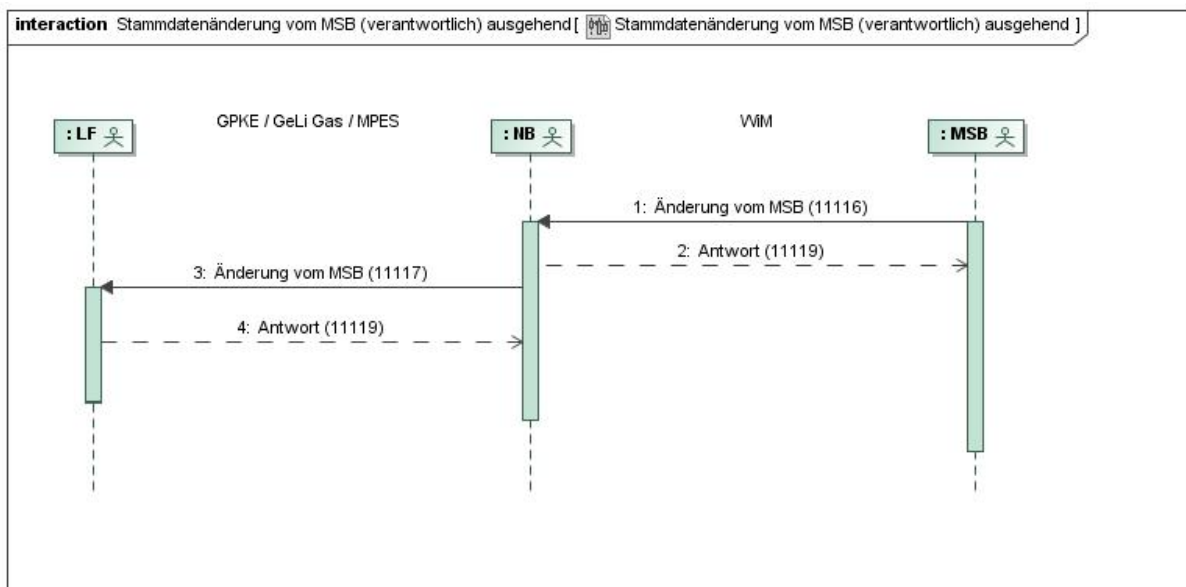 interaction Stammdatenänderung vom MSB (verantwortlich) ausgehend [ Stammdatenänderung vom MSB (verantwortlich) ausgehend ]
GPKE / GeLi Gas / MPES
WiM
: LF
: NB
: MSB
1: Änderung vom MSB (11116)
2: Antwort (11119)
3: Änderung vom MSB (11117)
4: Antwort (11119)